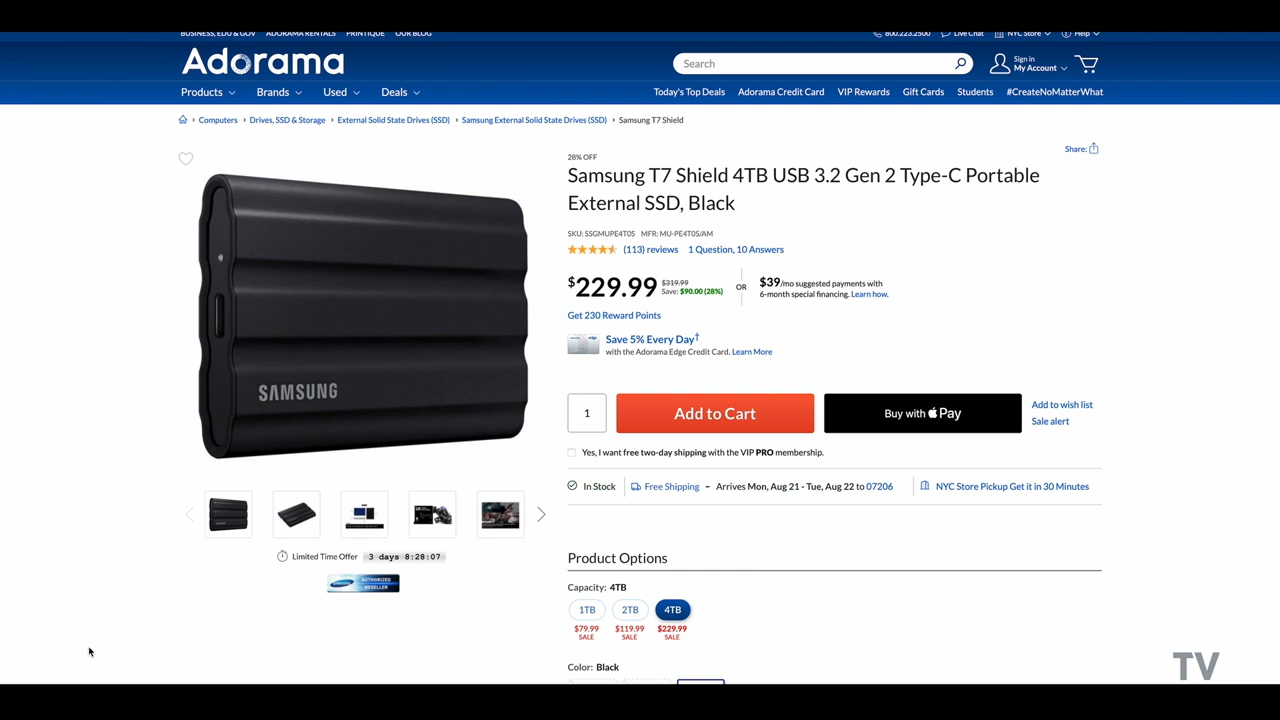 BUSINESS, EDU & GOV ADORAMA RENTALS PRINTIQUE OUR BLOG 800.223.2500 Live Chat NYC Store Help
Adorama
Search
Sign in
My Account
Products Brands Used Deals Today's Top Deals Adorama Credit Card VIP Rewards Gift Cards Students #CreateNoMatterWhat
Computers Drives, SSD & Storage External Solid State Drives (SSD) Samsung External Solid State Drives (SSD) Samsung T7 Shield
Share:
28% OFF
Samsung T7 Shield 4TB USB 3.2 Gen 2 Type-C Portable
External SSD, Black
SKU: SSGMUPE4T0S MFR: MU-PE4T0S/AM
(113) reviews 1 Question, 10 Answers
$229.99 $319.99
Save: $90.00 (28%)
OR
$39/mo suggested payments with
6-month special financing. Learn how.
Get 230 Reward Points
Save 5% Every Day†
with the Adorama Edge Credit Card. Learn More
SAMSUNG
1 Add to Cart Buy with Pay
Add to wish list
Sale alert
Yes, I want free two-day shipping with the VIP PRO membership.
In Stock Free Shipping - Arrives Mon, Aug 21 - Tue, Aug 22 to 07206 NYC Store Pickup Get it in 30 Minutes
Limited Time Offer 3 days 8:28:07
AUTHORIZED
RESELLER
Product Options
Capacity: 4TB
1TB 2TB 4TB
$79.99 $119.99 $229.99
SALE SALE SALE
Color: Black
TV